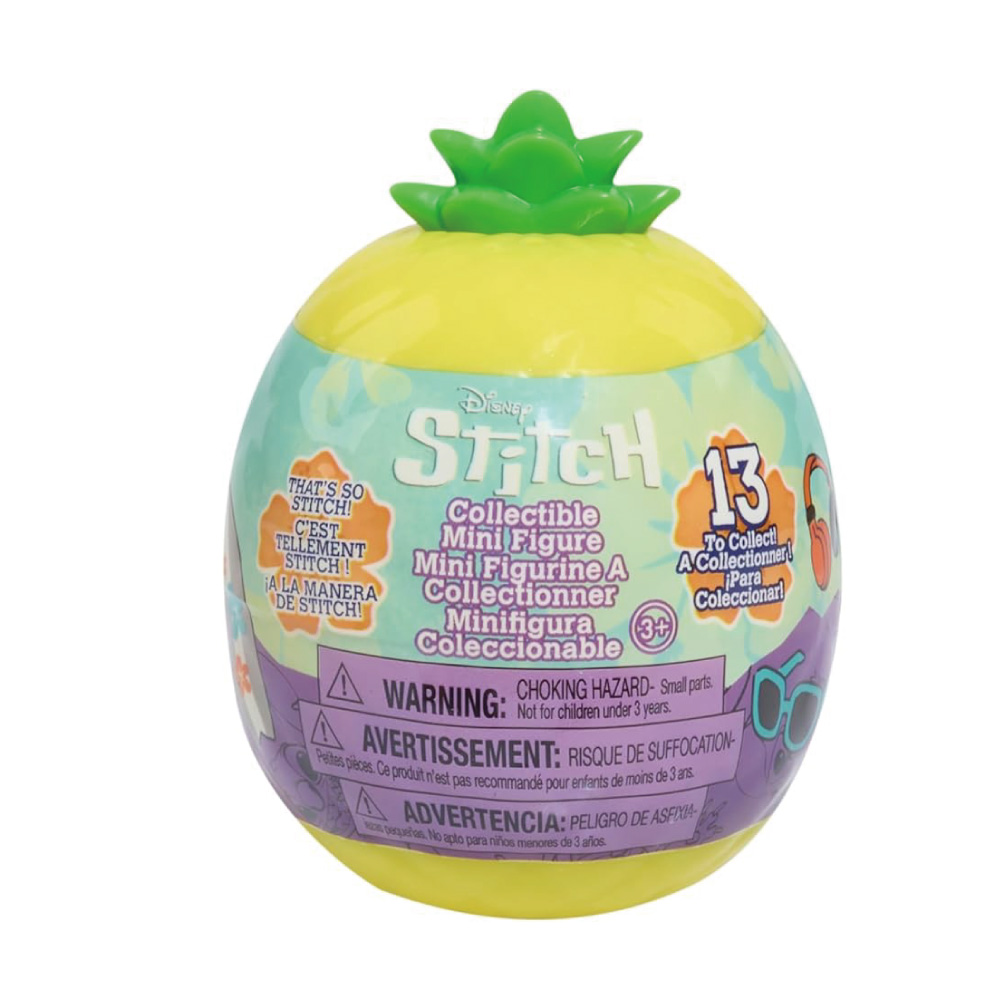 Disney
Stitch
THAT'S SO
STITCH!
C'EST
TELLEMENT
STITCH !
¡A LA MANERA
DE STITCH!
Collectible
Mini Figure
Mini Figurine A
Collectionner
Minifigura
Coleccionable
3+
13
To Collect!
A Collectionner !
¡Para
Coleccionar!
WARNING: CHOKING HAZARD- Small parts.
Not for children under 3 years.
AVERTISSEMENT: RISQUE DE SUFFOCATION-
Petites pièces. Ce produit n'est pas recommandé pour enfants de moins de 3 ans.
ADVERTENCIA: PELIGRO DE ASFIXIA-
pequeñas. No apto para niños menores de 3 años.